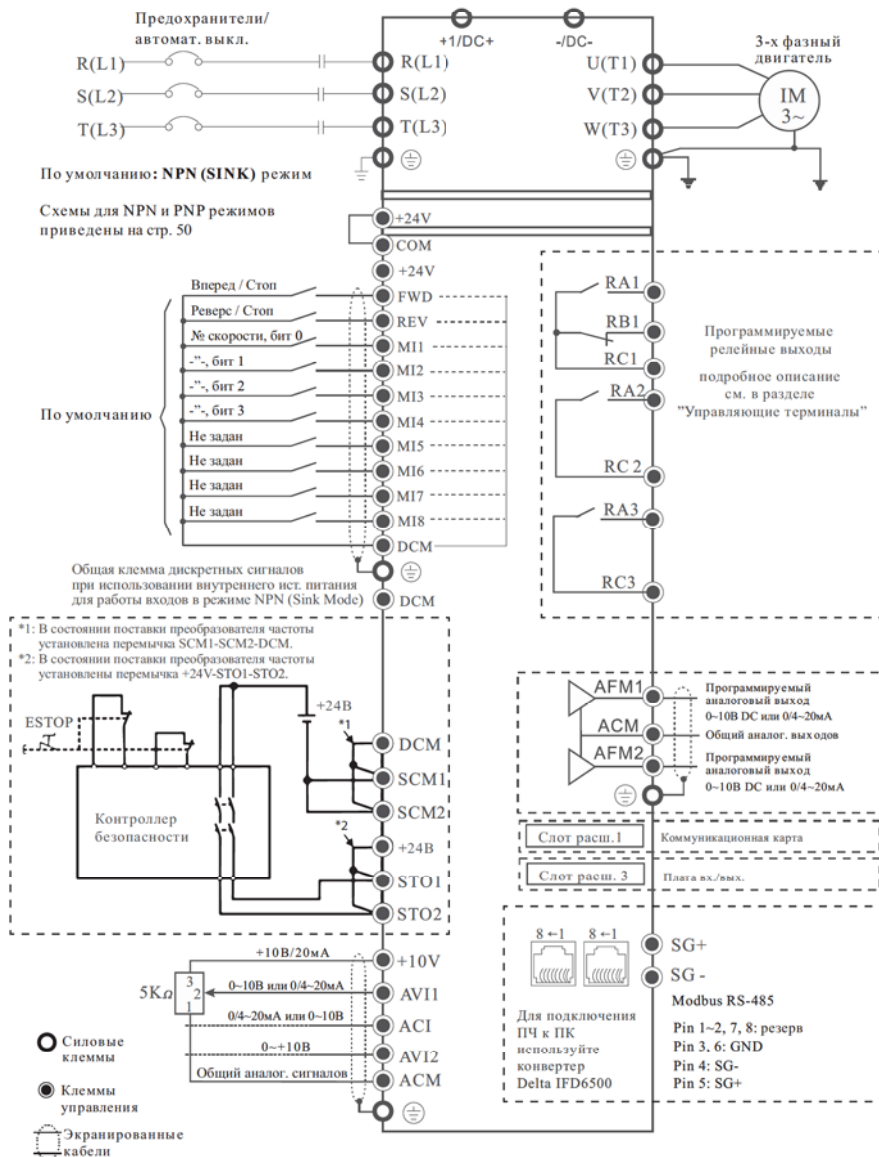 Предохранители/
автомат. выкл.
+1/DC+
-/DC-
3-х фазный
двигатель
R(L1)
R(L1)
U(T1)
S(L2)
S(L2)
V(T2)
IM
3~
T(L3)
T(L3)
W(T3)
По умолчанию: NPN (SINK) режим
Схемы для NPN и PNP режимов
приведены на стр. 50
+24V
COM
+24V
Вперед / Стоп
FWD
Реверс / Стоп
REV
№ скорости, бит 0
MI1
-”-, бит 1
MI2
-”-, бит 2
MI3
-”-, бит 3
MI4
По умолчанию
Не задан
MI5
Не задан
MI6
Не задан
MI7
Не задан
MI8
DCM
Общая клемма дискретных сигналов
при использовании внутреннего ист. питания
для работы входов в режиме NPN (Sink Mode)
DCM
RA1
RB1
RC1
RA2
RC 2
RA3
RC3
Программируемые
релейные выходы
подробное описание
см. в разделе
”Управляющие терминалы”
*1: В состоянии поставки преобразователя частоты
установлена перемычка SCM1-SCM2-DCM.
*2: В состоянии поставки преобразователя частоты
установлены перемычка +24V-STO1-STO2.
ESTOP
+24В
*1
DCM
SCM1
SCM2
*2
+24В
STO1
STO2
Контроллер
безопасности
AFM1
Программируемый
аналоговый выход
0~10В DC или 0/4~20мА
ACM
Общий аналог. выходов
AFM2
Программируемый
аналоговый выход
0~10В DC или 0/4~20мА
Слот расш.1
Коммуникационная карта
Слот расш. 3
Плата вх./вых.
+10В/20мА
+10V
5KΩ
3
2
1
0~10В или 0/4~20мА
AVI1
0/4~20мА или 0~10В
ACI
0~+10В
AVI2
Общий аналог. сигналов
ACM
8 ←1
8 ←1
SG+
SG -
Для подключения
ПЧ к ПК
используйте
конвертер
Delta IFD6500
Modbus RS-485
Pin 1~2, 7, 8: резерв
Pin 3, 6: GND
Pin 4: SG-
Pin 5: SG+
Силовые
клеммы
Клеммы
управления
Экранированные
кабели